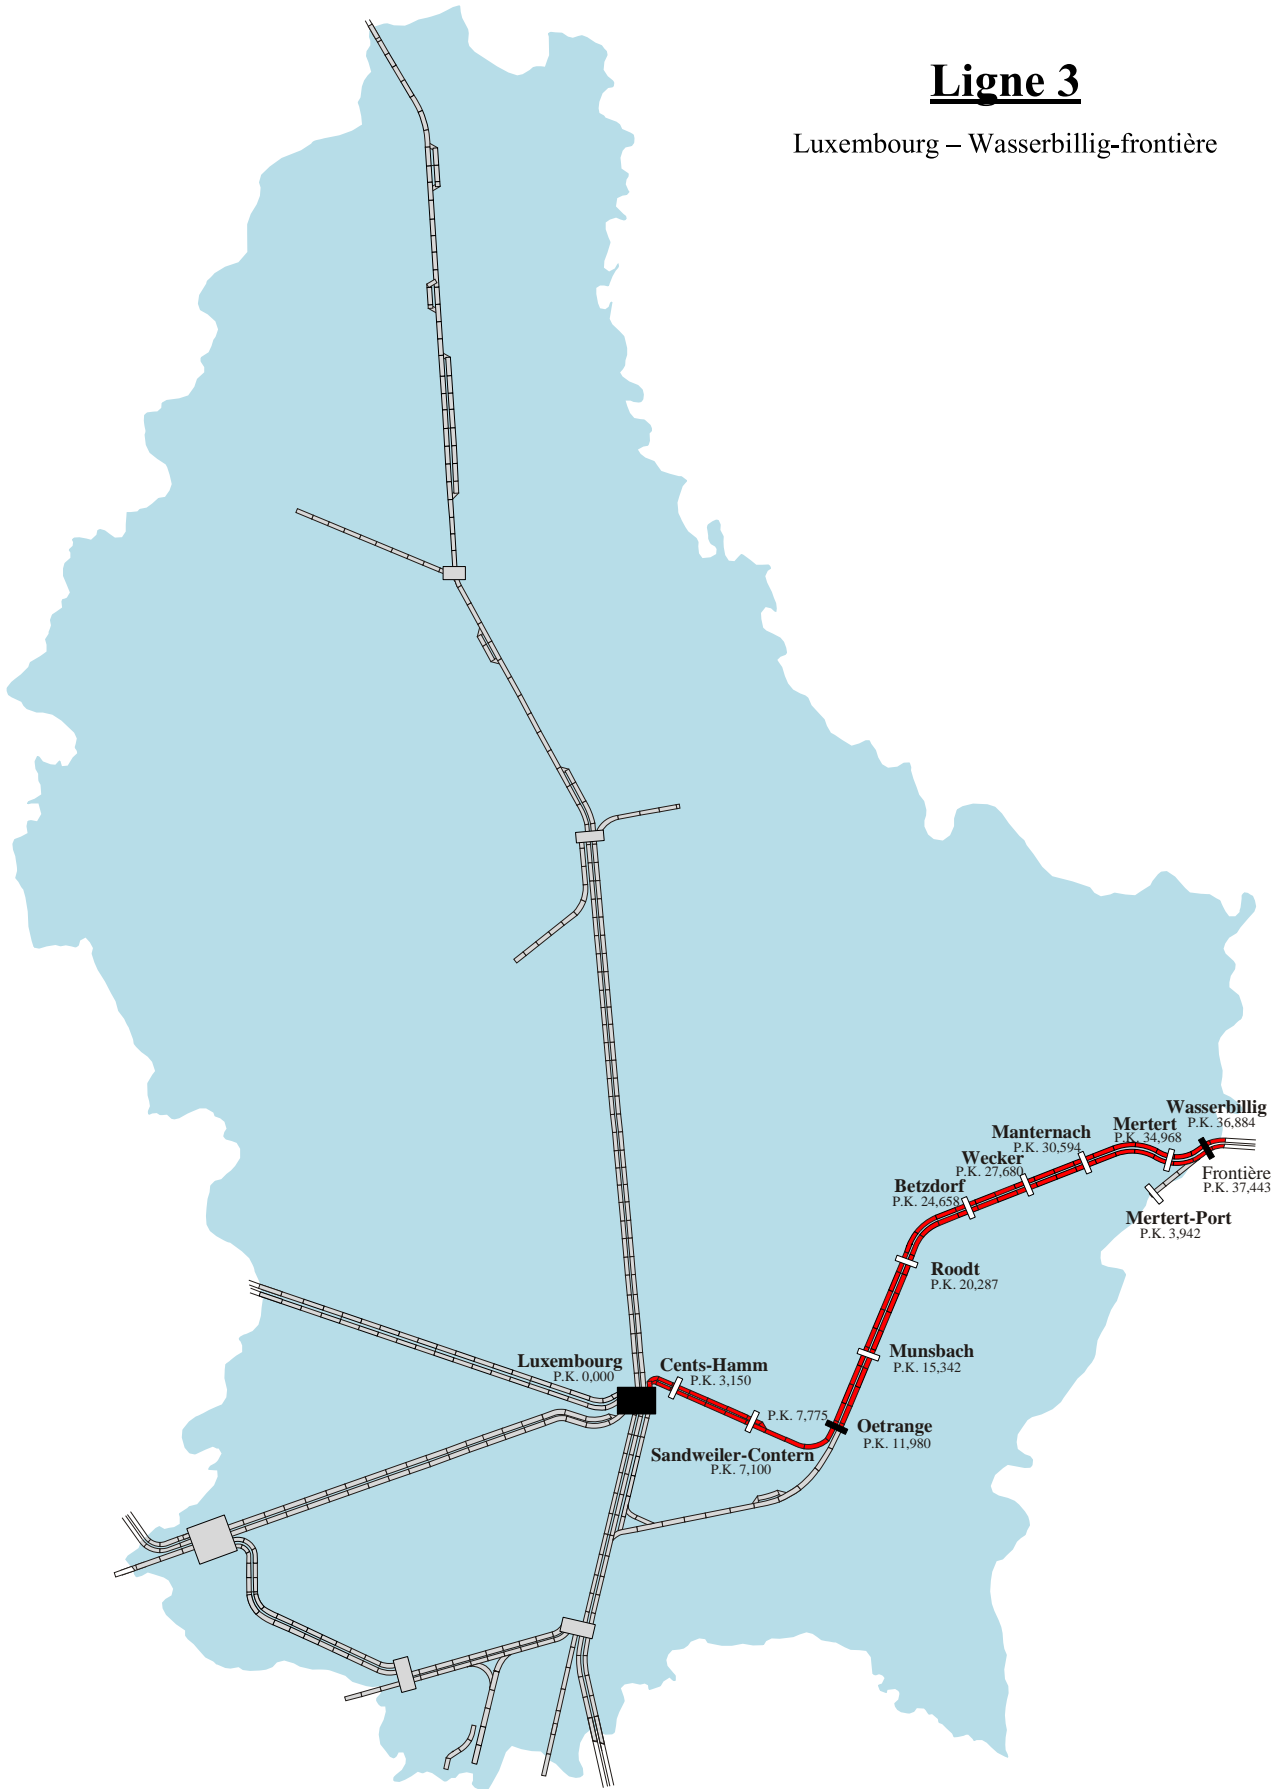 Ligne 3
Luxembourg – Wasserbillig-frontière
Wasserbillig
P.K. 36,884
Mertert
P.K. 34,968
Manternach
P.K. 30,594
Wecker
P.K. 27,680
Frontière
P.K. 37,443
Betzdorf
P.K. 24,658
Mertert-Port
P.K. 3,942
Roodt
P.K. 20,287
Munsbach
P.K. 15,342
Luxembourg
P.K. 0,000
Cents-Hamm
P.K. 3,150
P.K. 7,775
Oetrange
P.K. 11,980
Sandweiler-Contern
P.K. 7,100